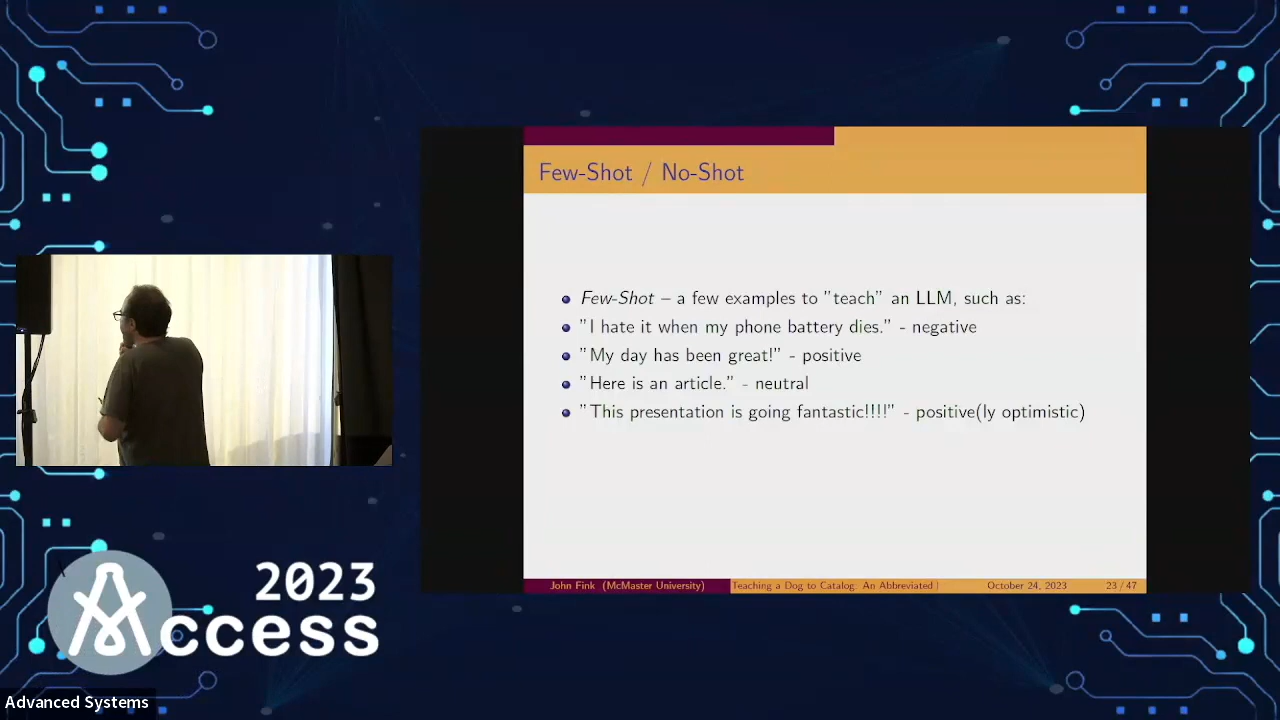 Few-Shot / No-Shot
Few-Shot – a few examples to "teach" an LLM, such as:
"I hate it when my phone battery dies." - negative
"My day has been great!" - positive
"Here is an article." - neutral
"This presentation is going fantastic!!!!" - positive(ly optimistic)
John Fink (McMaster University) Teaching a Dog to Catalog: An Abbreviated October 24, 2023 23 / 47
2023
Access
Advanced Systems